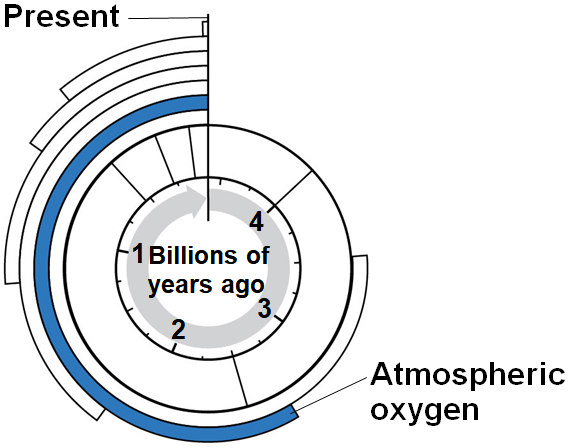 Present
4
1
Billions of
years ago
3
2
Atmospheric
oxygen